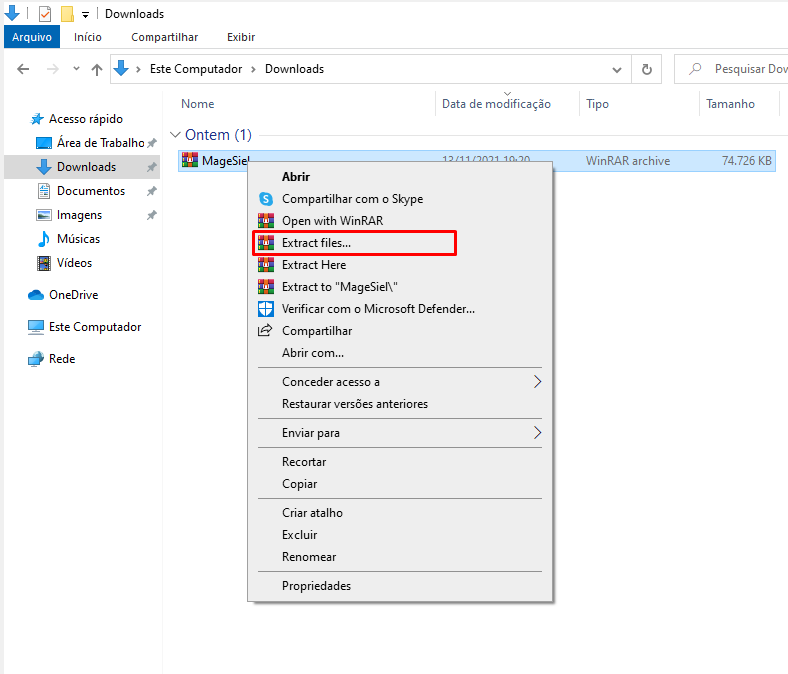 Downloads
Arquivo Início Compartilhar Exibir
Este Computador Downloads
Pesquisar
Nome Data de modificação Tipo Tamanho
Acesso rápido
Área de Trabalho
Downloads
Documentos
Imagens
Músicas
Vídeos
OneDrive
Este Computador
Rede
Ontem (1)
MageSiel 13/11/2021 19:20 WinRAR archive 74.726 KB
Abrir
Compartilhar com o Skype
Open with WinRAR
Extract files...
Extract Here
Extract to "MageSiel\"
Verificar com o Microsoft Defender...
Compartilhar
Abrir com...
Conceder acesso a
Restaurar versões anteriores
Enviar para
Recortar
Copiar
Criar atalho
Excluir
Renomear
Propriedades